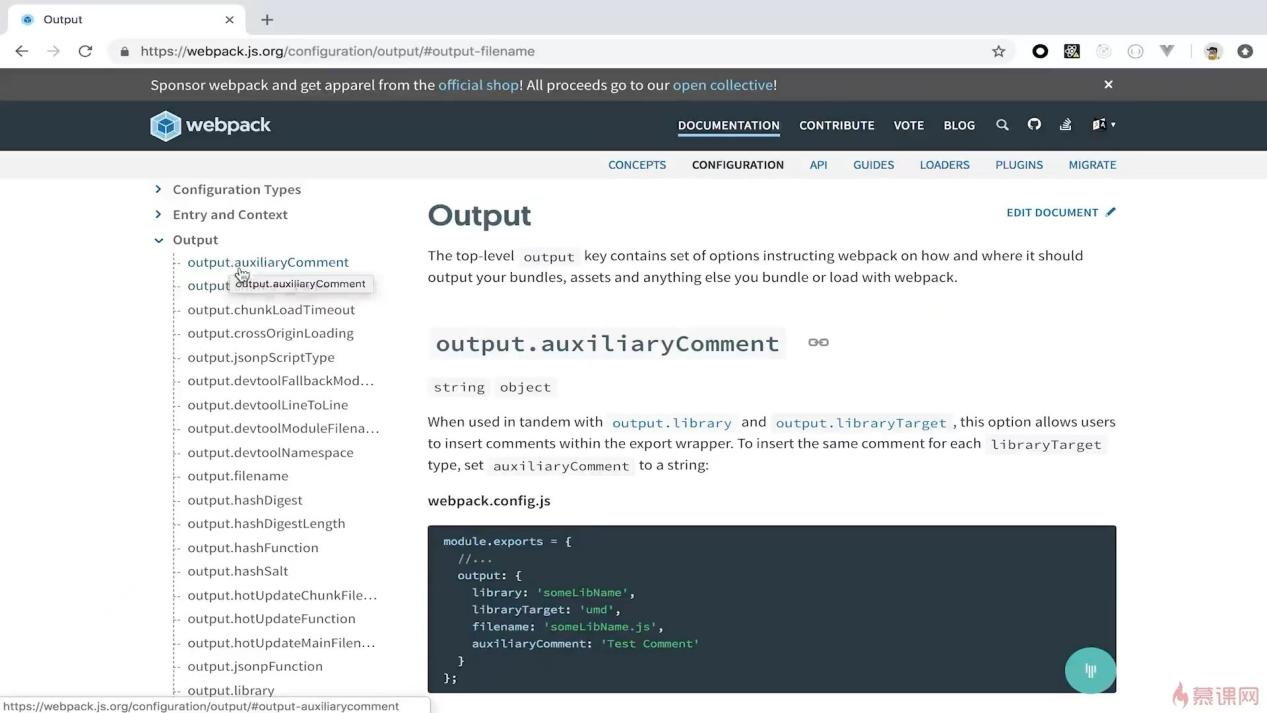 Output
https://webpack.js.org/configuration/output/#output-filename
Sponsor webpack and get apparel from the official shop! All proceeds go to our open collective!
webpack
DOCUMENTATION CONTRIBUTE VOTE BLOG
CONCEPTS CONFIGURATION API GUIDES LOADERS PLUGINS MIGRATE
Configuration Types
Entry and Context
Output
output.auxiliaryComment
output
output.auxiliaryComment
output.chunkLoadTimeout
output.crossOriginLoading
output.jsonpScriptType
output.devtoolFallbackMod...
output.devtoolLineToLine
output.devtoolModuleFilena...
output.devtoolNamespace
output.filename
output.hashDigest
output.hashDigestLength
output.hashFunction
output.hashSalt
output.hotUpdateChunkFile...
output.hotUpdateFunction
output.hotUpdateMainFilen...
output.jsonpFunction
output.library
Output
EDIT DOCUMENT
The top-level output key contains set of options instructing webpack on how and where it should
output your bundles, assets and anything else you bundle or load with webpack.
output.auxiliaryComment
string object
When used in tandem with output.library and output.libraryTarget , this option allows users
to insert comments within the export wrapper. To insert the same comment for each libraryTarget
type, set auxiliaryComment to a string:
webpack.config.js
module.exports = {
//...
output: {
library: 'someLibName',
libraryTarget: 'umd',
filename: 'someLibName.js',
auxiliaryComment: 'Test Comment'
}
};
https://webpack.js.org/configuration/output/#output-auxiliarycomment
慕课网